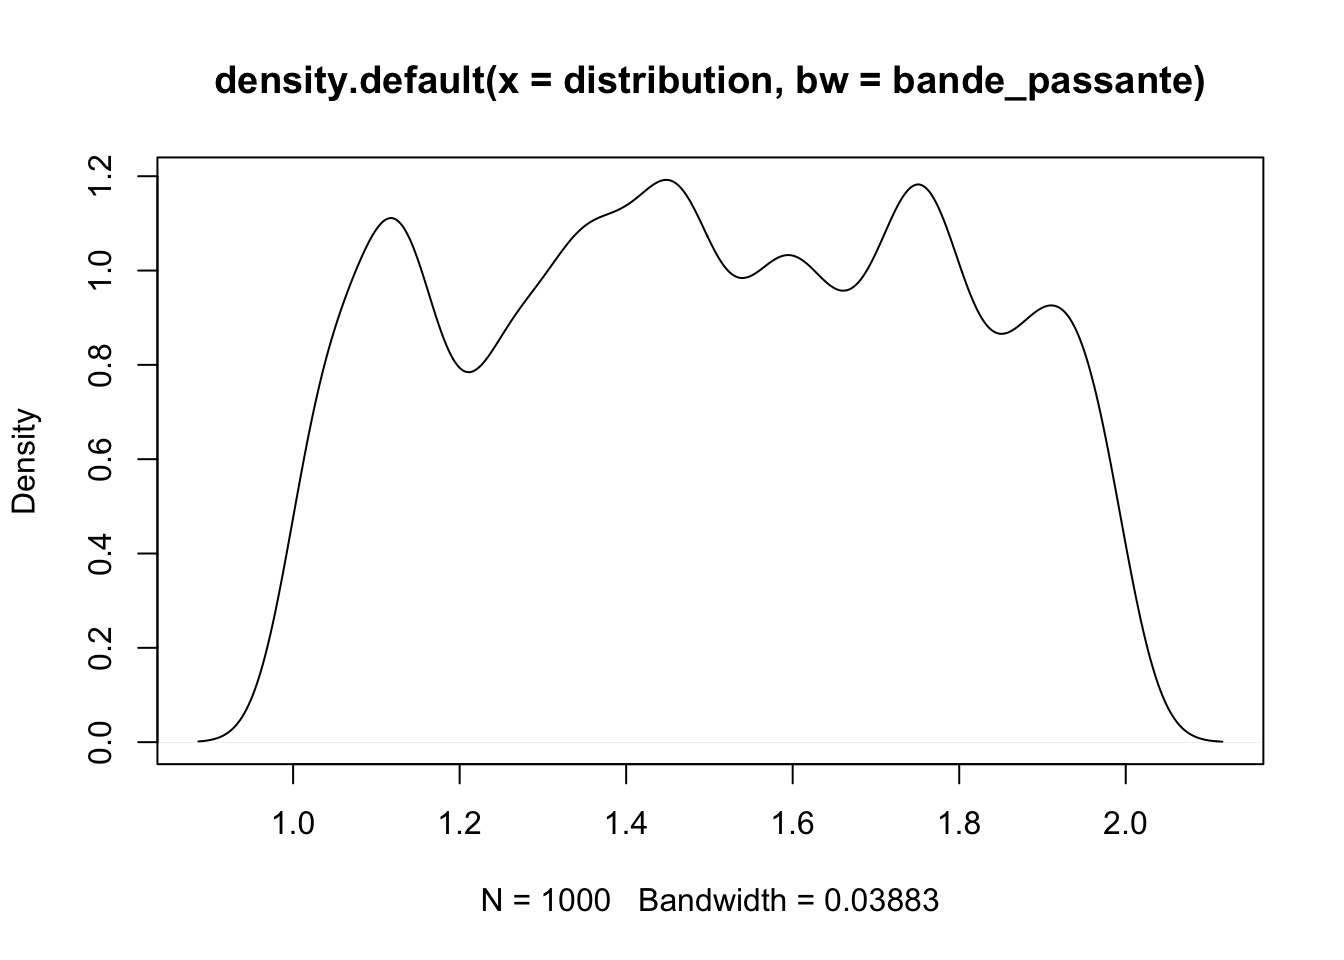 density.default(x = distribution, bw = bande_passante)
1.2
1.0
0.8
0.6
0.4
0.2
0.0
Density
1.0 1.2 1.4 1.6 1.8 2.0
N = 1000 Bandwidth = 0.03883